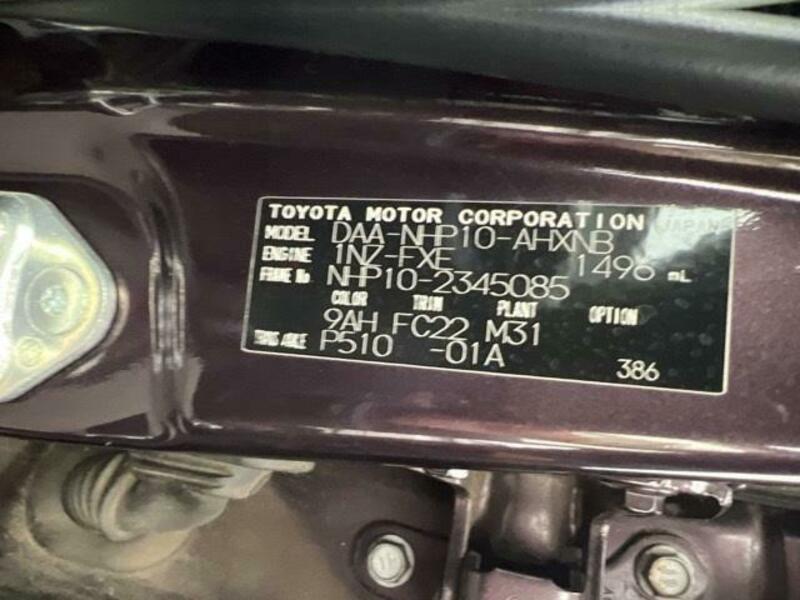 TOYOTA MOTOR CORPORATION JAPAN
MODEL DAA-NHP10-AHXNB
ENGINE 1NZ-FXE 1496 mL
FRAME No NHP10-2345085
COLOR TRIM PLANT OPTION
9AH FC22 M31
TRANS AXLE P510 -01A 386